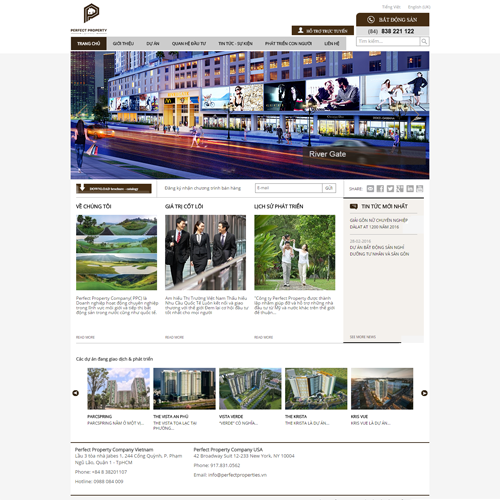 Tiếng Việt English (UK)
PERFECT PROPERTY
HỖ TRỢ TRỰC TUYẾN
BẤT ĐỘNG SẢN
(84) 838 221 122
TRANG CHỦ GIỚI THIỆU DỰ ÁN QUAN HỆ ĐẦU TƯ TIN TỨC - SỰ KIỆN PHÁT TRIỂN CON NGƯỜI LIÊN HỆ
Tìm kiếm...
River Gate
Đăng ký nhận chương trình bán hàng
E-mail
Gửi
SHARE:
VỀ CHÚNG TÔI
GIÁ TRỊ CỐT LÕI
LỊCH SỬ PHÁT TRIỂN
TIN TỨC MỚI NHẤT
GIẢI GÔN NỮ CHUYÊN NGHIỆP
ĐÀLẠT AT 1200 NĂM 2016
28-02-2016
DỰ ÁN BẤT ĐỘNG SẢN NGHỈ
DƯỠNG TƯ NHÂN VÀ SÂN GÔN
Perfect Property Company( PPC) là
Doanh nghiệp hoạt động chuyên nghiệp
trong lĩnh vực môi giới và tiếp thị bất
động sản trong nước cũng như quốc tế
Am hiểu Thị Trường Việt Nam Thấu hiểu
Nhu Cầu Quốc Tế Luôn kết nối và giao
thương với thế giới Đem lại cơ hội đầu tư
tốt nhất cho mọi người
"Công ty Perfect Property được thành
lập nhằm giúp đỡ và hỗ trợ những nhà
đầu tư từ Mỹ và nước khác trên thế giới
để thuận...
READ MORE
READ MORE
READ MORE
SEE MORE NEWS
Các dự án đang giao dịch & phát triển
PARCSPRING
PARCSPRING NẰM Ở MỘT VỊ...
THE VISTA AN PHÚ
THE VISTA TỌA LẠC TẠI
PHƯỜNG...
VISTA VERDE
"VERDE" CÓ NGHĨA...
THE KRISTA
THE KRISTA LÀ DỰ ÁN...
KRIS VUE
KRIS VUE LÀ DỰ ÁN...
Perfect Property Company Vietnam
Lầu 3 tòa nhà Jabes 1, 244 Cống Quỳnh, P. Phạm
Ngũ Lão, Quận 1 - TpHCM
Phone: +84 8 38201107
Hotline: 0988 084 009
Perfect Property Company USA
42 Broadway Suit 12-233 New York, NY 10004
Phone: 917.831.0562
Email: info@perfectproperties.vn